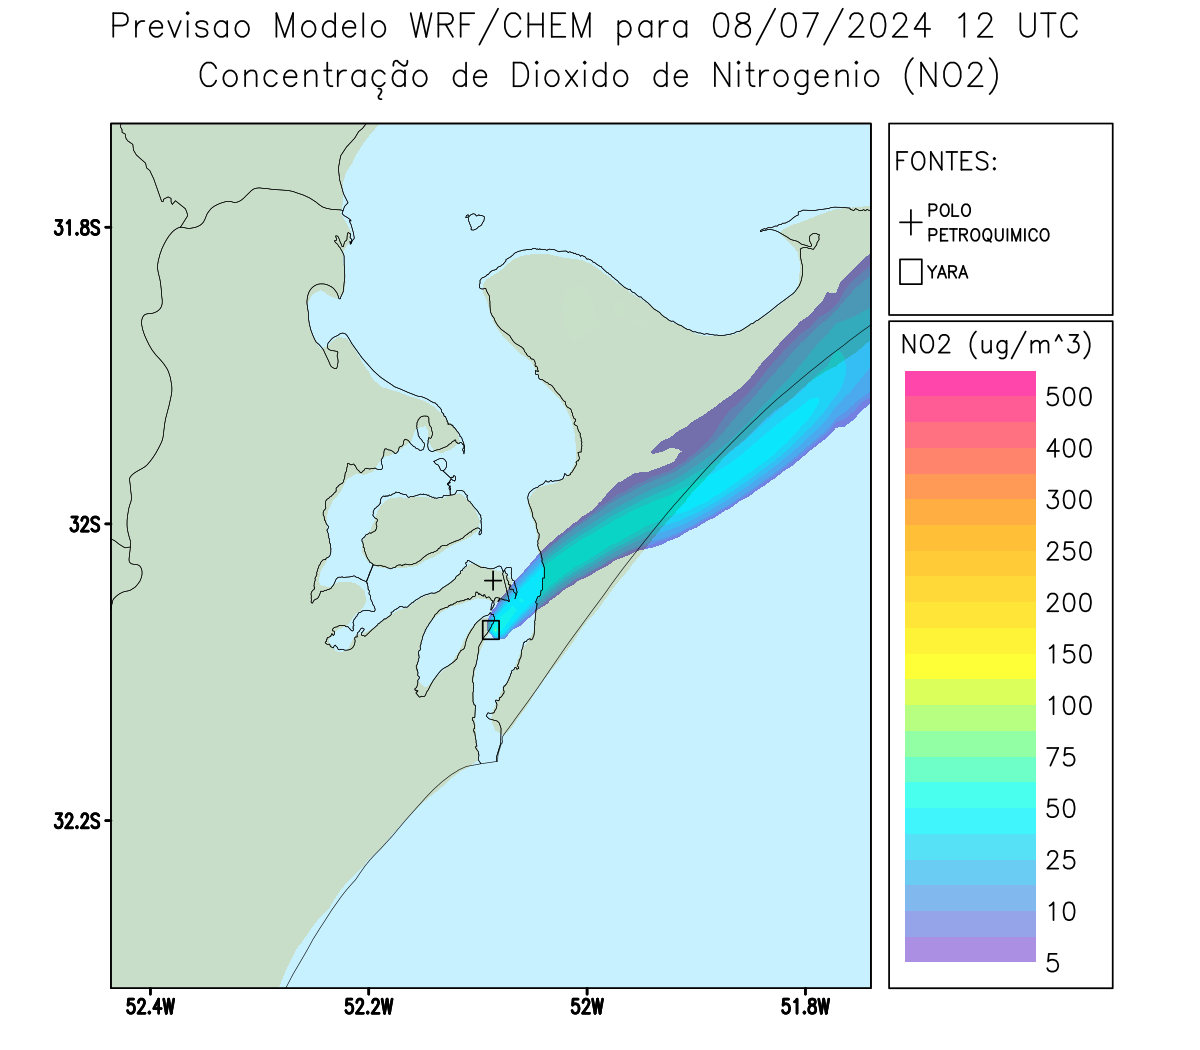 Previsao Modelo WRF/CHEM para 08/07/2024 12 UTC
Concentração de Dioxido de Nitrogenio (NO2)
FONTES:
POLO
PETROQUIMICO
YARA
31.8S
32S
32.2S
52.4W
52.2W
52W
51.8W
NO2 (ug/m^3)
500
400
300
250
200
150
100
75
50
25
10
5